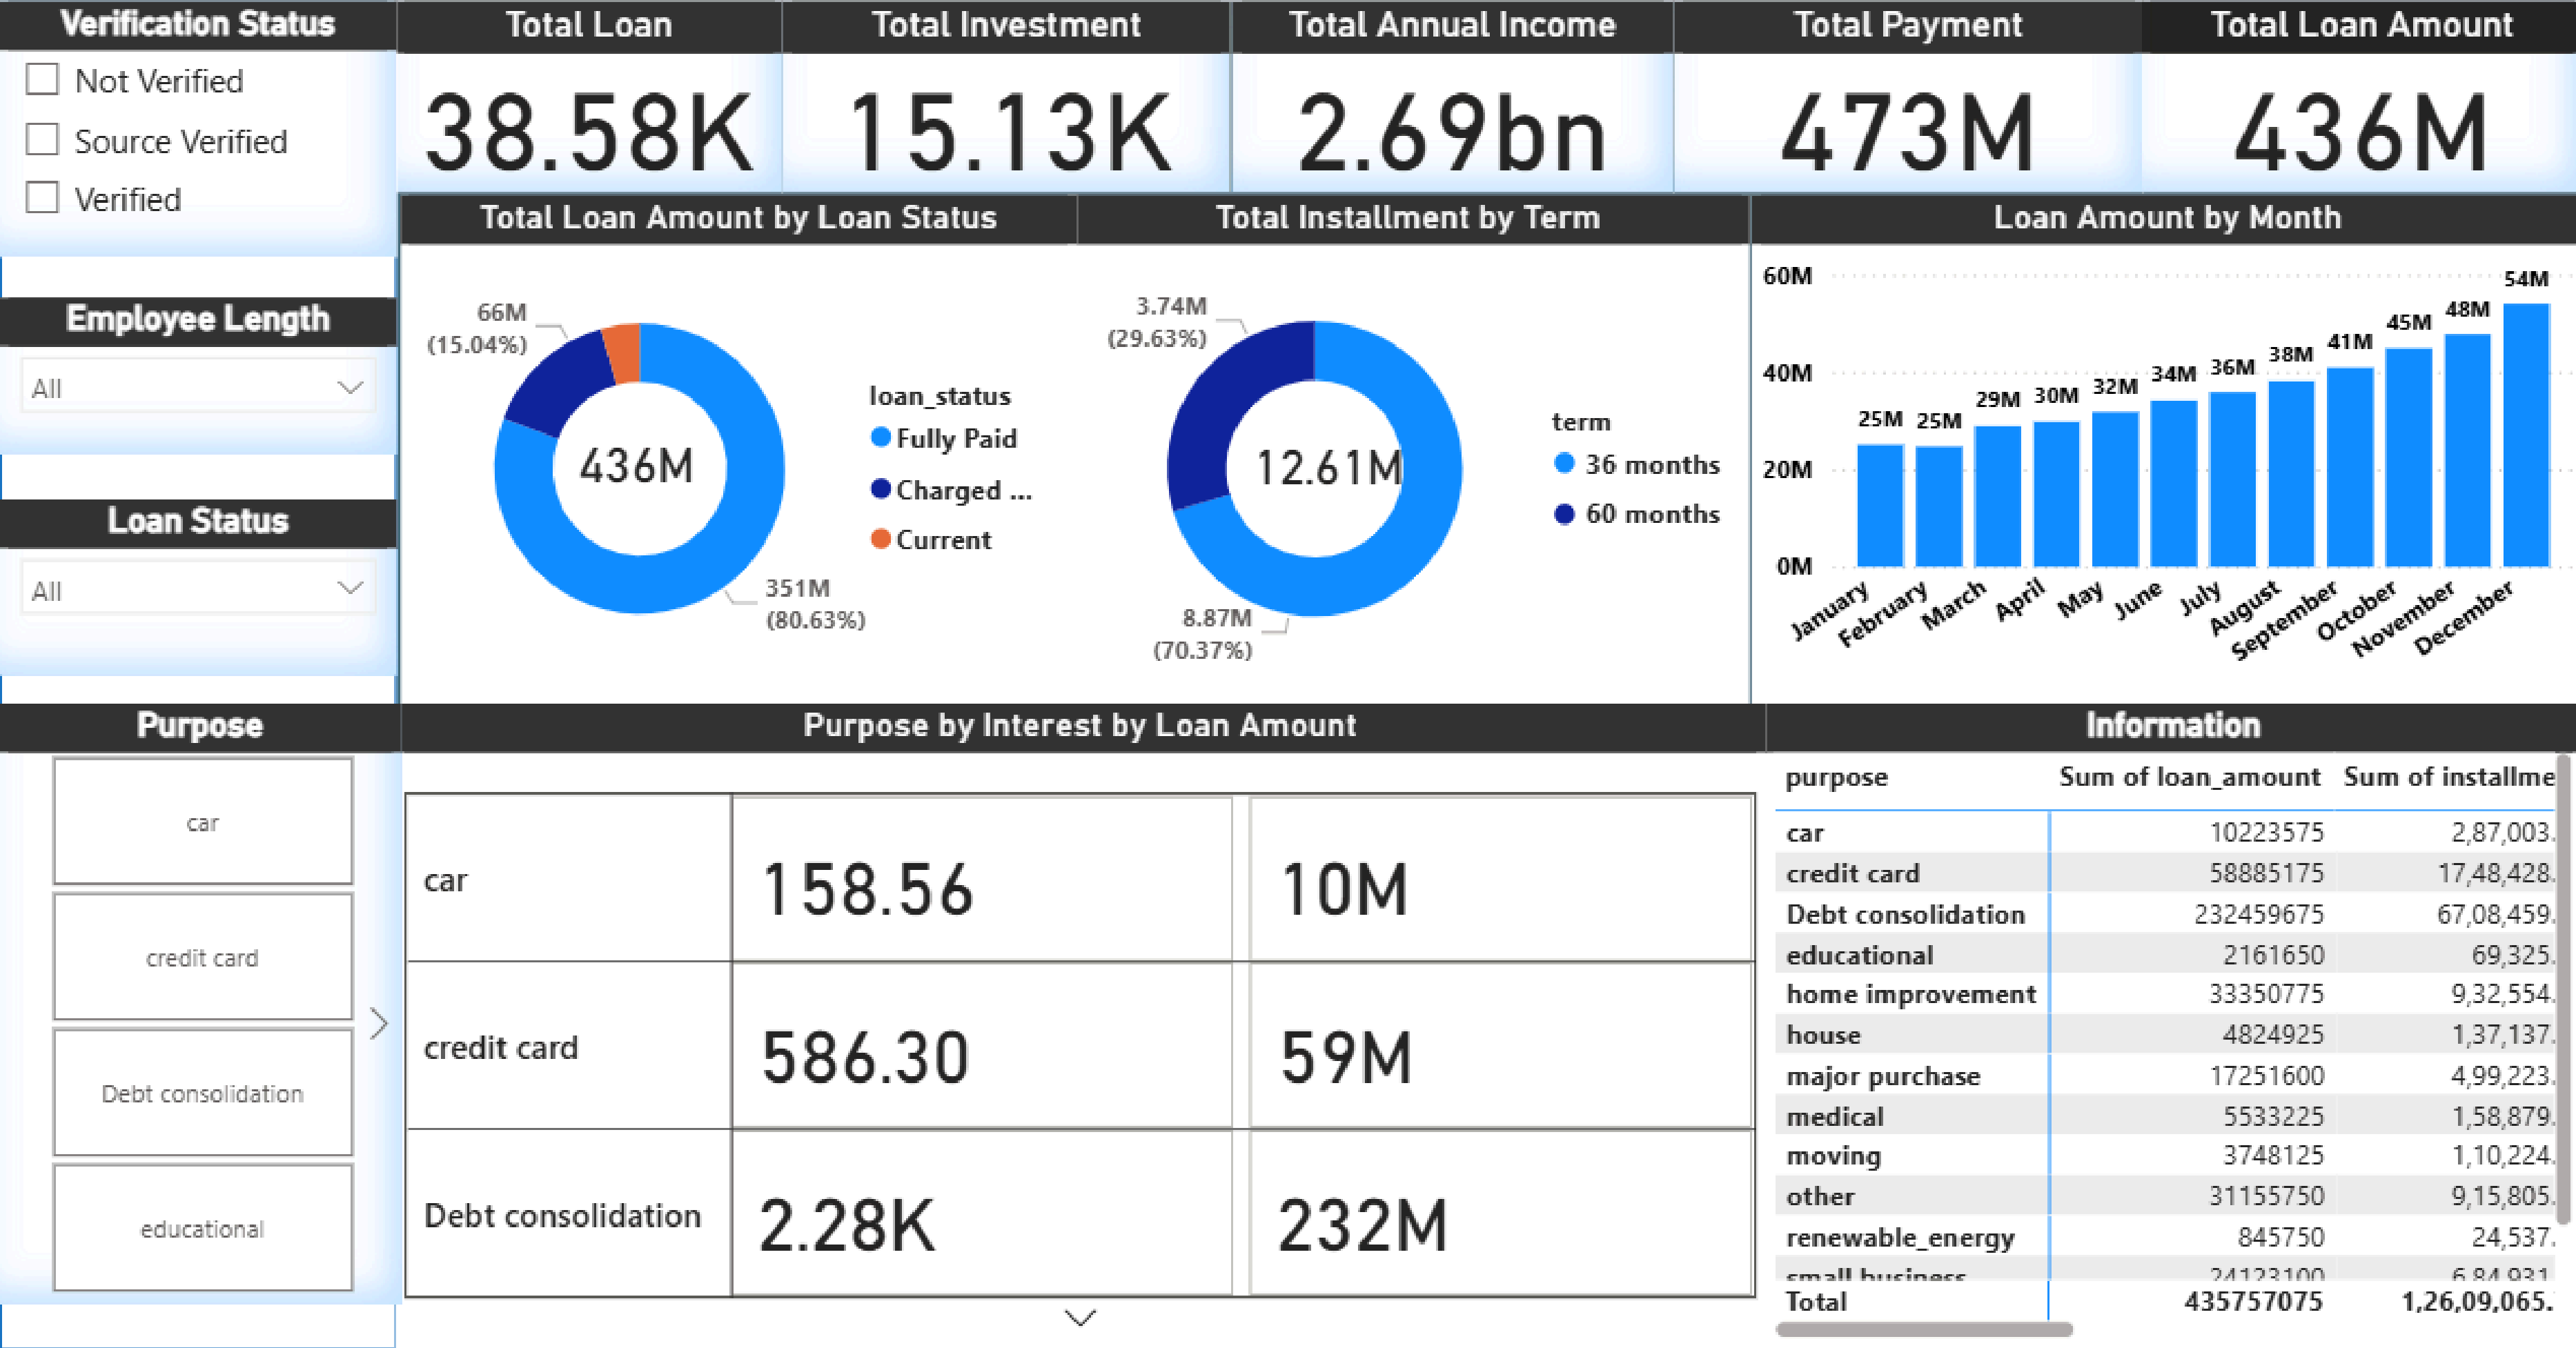 Verification Status
Not Verified
Source Verified
Verified
Employee Length
All
Loan Status
All
Purpose
car
credit card
Debt consolidation
educational
Total Loan
38.58K
Total Investment
15.13K
Total Annual Income
2.69bn
Total Payment
473M
Total Loan Amount
436M
Total Loan Amount by Loan Status
66M
(15.04%)
436M
351M
(80.63%)
loan_status
Fully Paid
Charged ...
Current
Total Installment by Term
3.74M
(29.63%)
12.61M
8.87M
(70.37%)
term
36 months
60 months
Loan Amount by Month
60M
40M
20M
0M
25M
25M
29M
30M
32M
34M
36M
38M
41M
45M
48M
54M
January
February
March
April
May
June
July
August
September
October
November
December
Purpose by Interest by Loan Amount
car 158.56 10M
credit card 586.30 59M
Debt consolidation 2.28K 232M
Information
purpose Sum of loan_amount Sum of installme
car 10223575 2,87,003.
credit card 58885175 17,48,428.
Debt consolidation 232459675 67,08,459.
educational 2161650 69,325.
home improvement 33350775 9,32,554.
house 4824925 1,37,137.
major purchase 17251600 4,99,223.
medical 5533225 1,58,879.
moving 3748125 1,10,224.
other 31155750 9,15,805.
renewable_energy 845750 24,537.
small business 24123100 6,84,931.
Total 435757075 1,26,09,065.